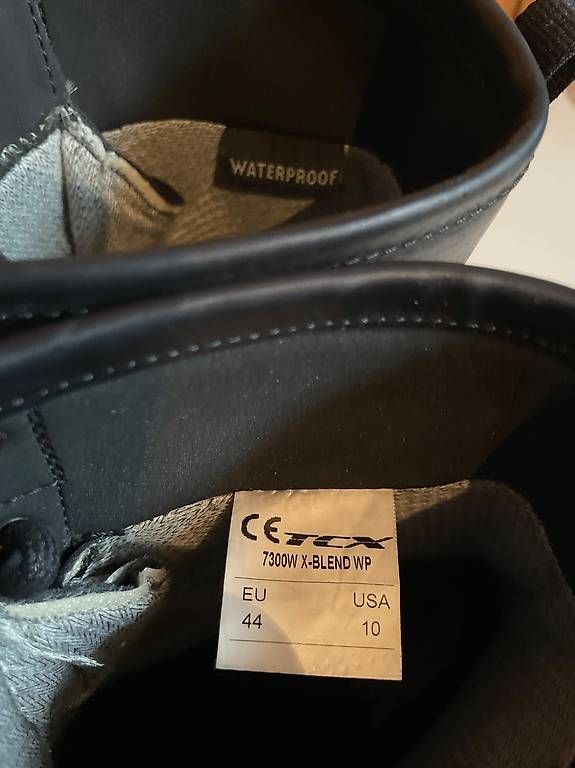 WATERPROOF
CE TCX
7300W X-BLEND WP
EU USA
44 10